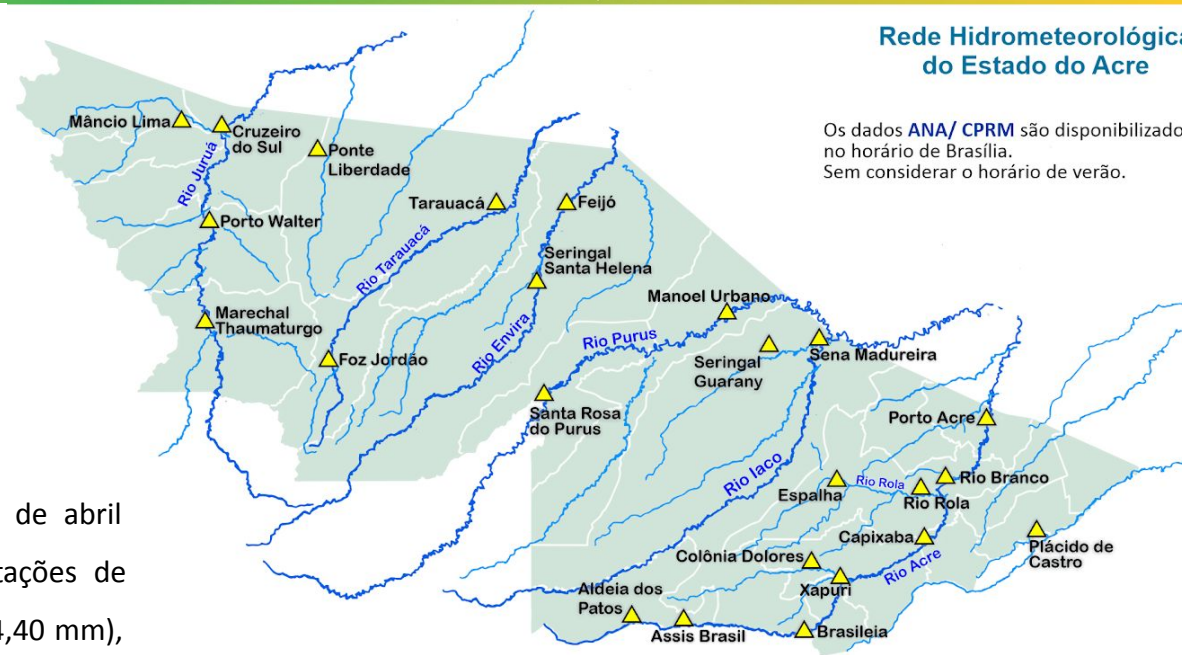 Rede Hidrometeorológica
do Estado do Acre
Os dados ANA/ CPRM são
no horário de Brasília.
Sem considerar o horário de verão.
Mâncio Lima
Cruzeiro
do Sul
Ponte
Liberdade
Rio Juruá
Porto Walter
Tarauacá
Feijó
Rio Tarauacá
Seringal
Santa Helena
Marechal
Thaumaturgo
Foz Jordão
Rio Envira
Manoel Urbano
Rio Purus
Seringal
Guarany
Sena Madureira
Santa Rosa
do Purus
Porto Acre
Rio Iaco
Espalha
Rio Rola
Rio Rola
Rio Branco
Capixaba
Plácido de
Castro
Colônia Dolores
Rio Acre
Xapuri
Aldeia dos
Patos
Assis Brasil
Brasileia
de abril
de
4,40 mm),